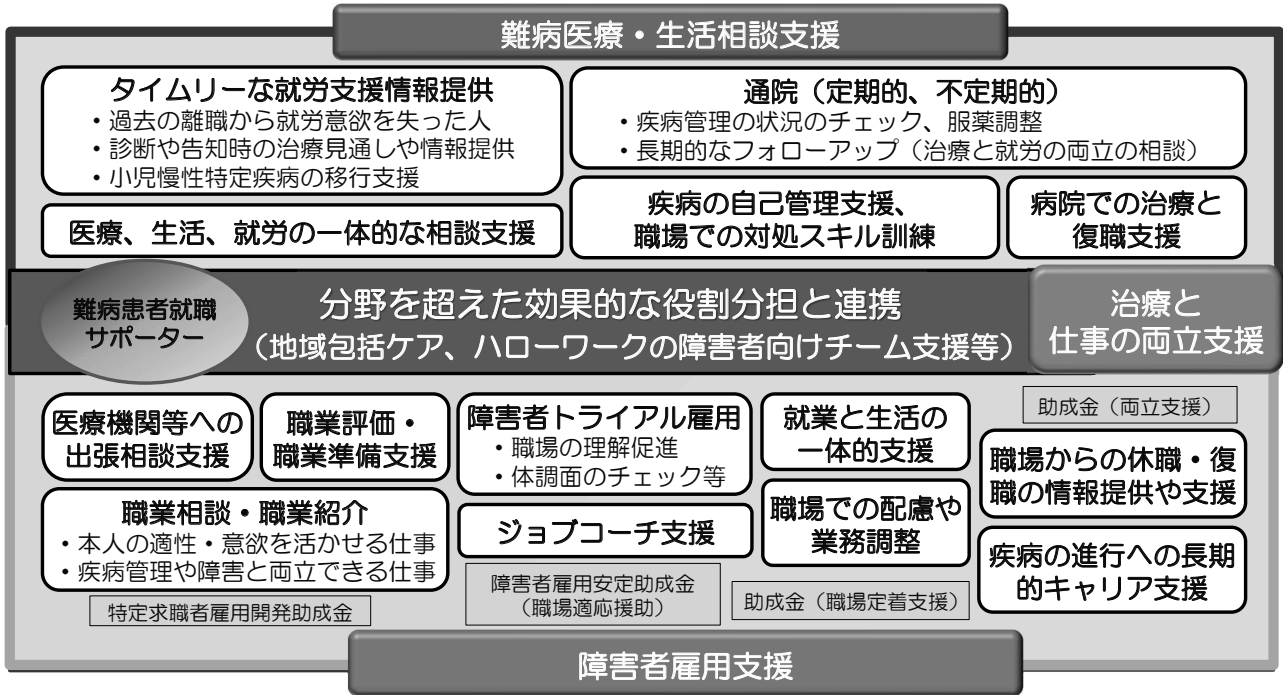 難病医療・生活相談支援
タイムリーな就労支援情報提供
・過去の離職から就労意欲を失った人
・診断や告知時の治療見通しや情報提供
・小児慢性特定疾病の移行支援
通院（定期的、不定期的）
・疾病管理の状況のチェック、服薬調整
・長期的なフォローアップ（治療と就労の両立の相談）
医療、生活、就労の一体的な相談支援
疾病の自己管理支援、
職場での対処スキル訓練
病院での治療と
復職支援
難病患者就職
サポーター
分野を超えた効果的な役割分担と連携
（地域包括ケア、ハローワークの障害者向けチーム支援等）
治療と
仕事の両立支援
医療機関等への
出張相談支援
職業評価・
職業準備支援
障害者トライアル雇用
・職場の理解促進
・体調面のチェック等
就業と生活の
一体的支援
助成金（両立支援）
職場からの休職・復
職の情報提供や支援
職業相談・職業紹介
・本人の適性・意欲を活かせる仕事
・疾病管理や障害と両立できる仕事
ジョブコーチ支援
職場での配慮や
業務調整
疾病の進行への長期
的キャリア支援
特定求職者雇用開発助成金
障害者雇用安定助成金
（職場適応援助）
助成金（職場定着支援）
障害者雇用支援